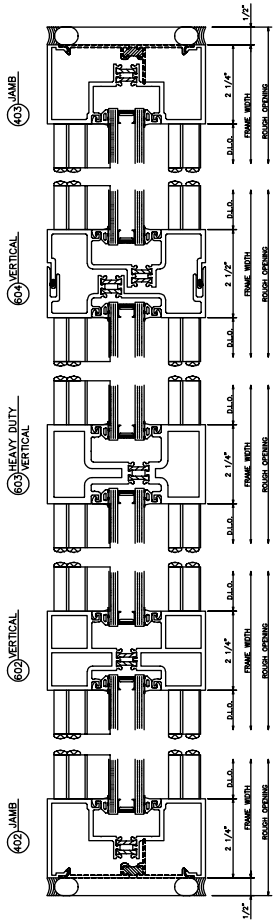 403 JAMB
1/2"
2 1/4"
D.L.O.
FRAME WIDTH
ROUGH OPENING
604 VERTICAL
D.L.O.
2 1/2"
D.L.O.
FRAME WIDTH
ROUGH OPENING
603 HEAVY DUTY
VERTICAL
D.L.O.
2 1/4"
D.L.O.
FRAME WIDTH
ROUGH OPENING
602 VERTICAL
D.L.O.
2 1/4"
D.L.O.
FRAME WIDTH
ROUGH OPENING
402 JAMB
D.L.O.
2 1/4"
1/2"
FRAME WIDTH
ROUGH OPENING